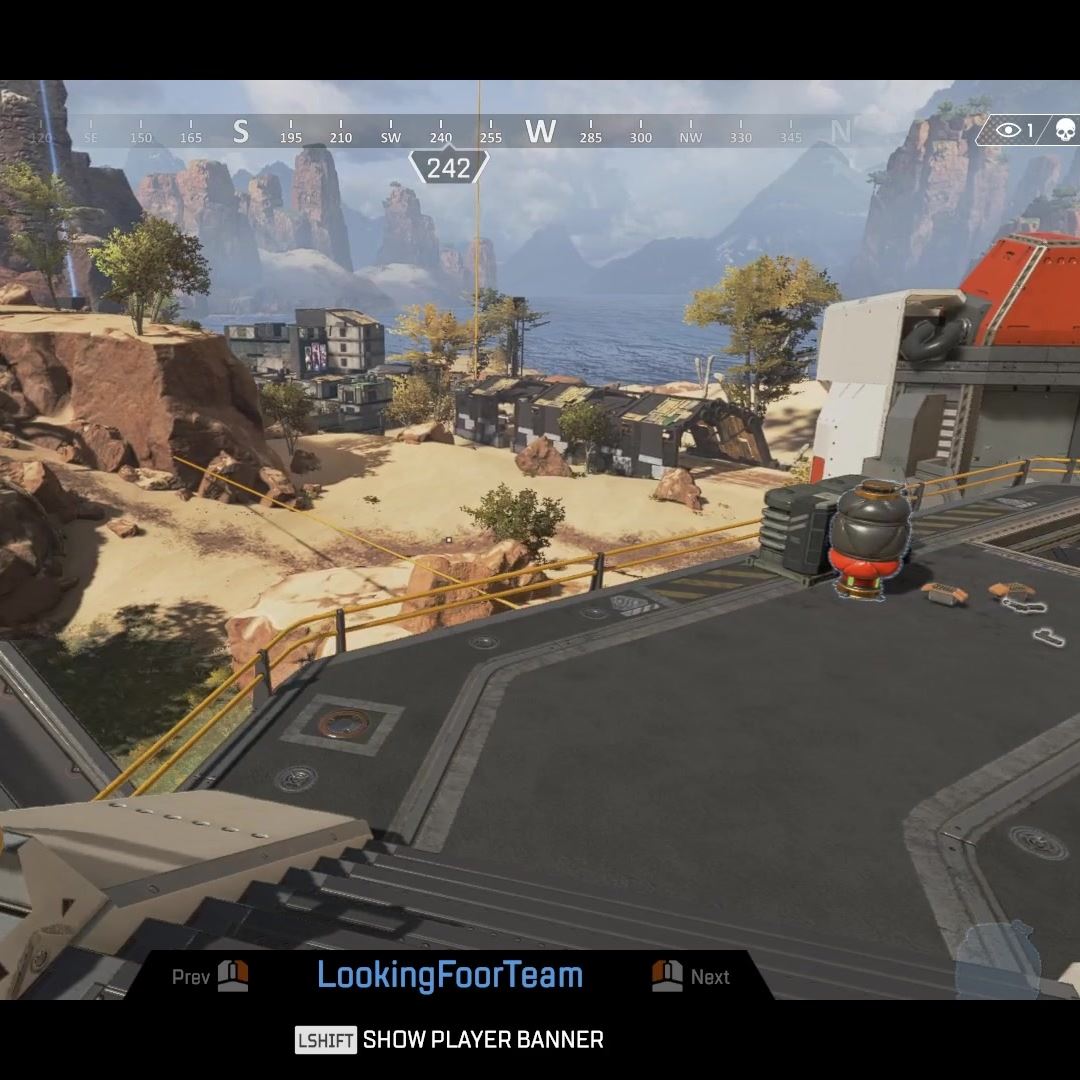 120 SE 150 165 S 195 210 SW 240 255 W 285 300 NW 330 345 N
1
242
Prev LookingFoorTeam Next
LSHIFT SHOW PLAYER BANNER